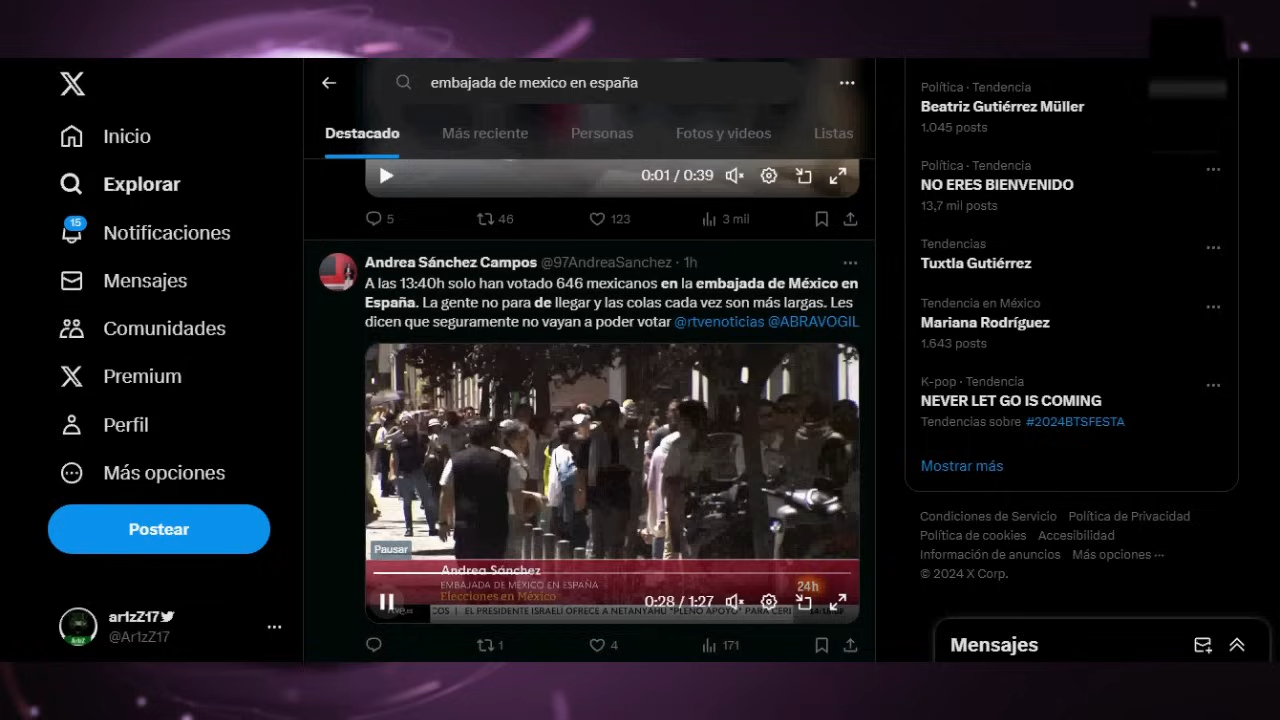 Inicio
Explorar
15
Notificaciones
Mensajes
Comunidades
Premium
Perfil
Más opciones
Postear
ar1zZ17
@Ar1zZ17
embajada de mexico en españa
Destacado
Más reciente
Personas
Fotos y videos
Listas
0:01 / 0:39
5
46
123
3 mil
Andrea Sánchez Campos @97AndreaSanchez · 1h
A las 13:40h solo han votado 646 mexicanos en la embajada de México en
España. La gente no para de llegar y las colas cada vez son más largas. Les
dicen que seguramente no vayan a poder votar @rtvenoticias @ABRAVOGIL
Pausar
Andrea Sánchez
EMBAJADA DE MÉXICO EN ESPAÑA
Elecciones en México
24h
0:28 / 1:27
COS | EL PRESIDENTE ISRAELÍ OFRECE A NETANYAHU "PLENO APOYO" PARA CERR
1
4
171
Política · Tendencia
Beatriz Gutiérrez Müller
1.045 posts
Política · Tendencia
NO ERES BIENVENIDO
13,7 mil posts
Tendencias
Tuxtla Gutiérrez
Tendencia en México
Mariana Rodríguez
1.643 posts
K-pop · Tendencia
NEVER LET GO IS COMING
Tendencias sobre #2024BTSFESTA
Mostrar más
Condiciones de Servicio Política de Privacidad
Política de cookies Accesibilidad
Información de anuncios Más opciones ···
© 2024 X Corp.
Mensajes